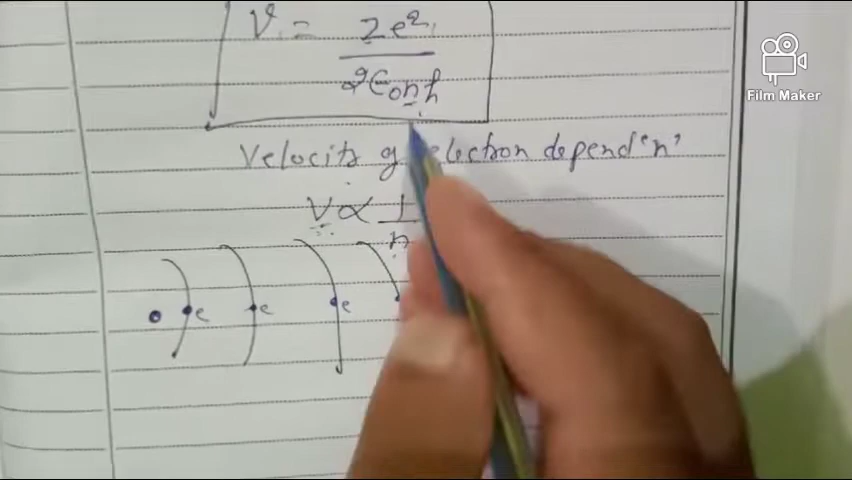 V = Ze²
2ε₀nh
Velocity of electron depend 'n'
V ∝ 1
n
e e e
Film Maker